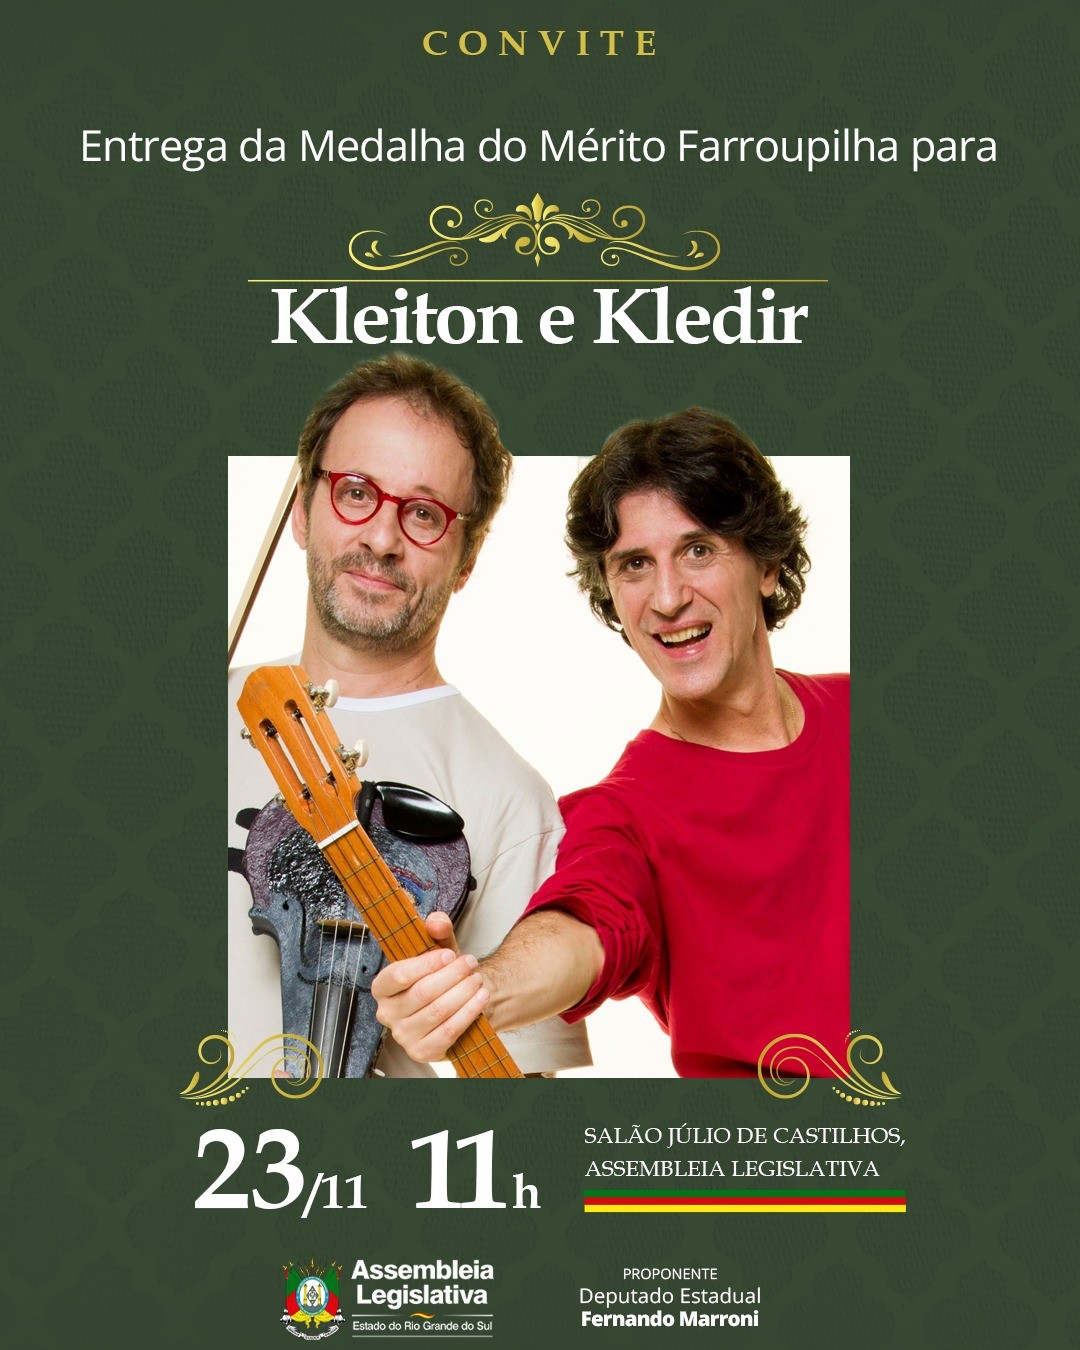 CONVITE
Entrega da Medalha do Mérito Farroupilha para
Kleiton e Kledir
23/11 11h
SALÃO JÚLIO DE CASTILHOS,
ASSEMBLEIA LEGISLATIVA
Assembleia
Legislativa
Estado do Rio Grande do Sul
PROPONENTE
Deputado Estadual
Fernando Marroni